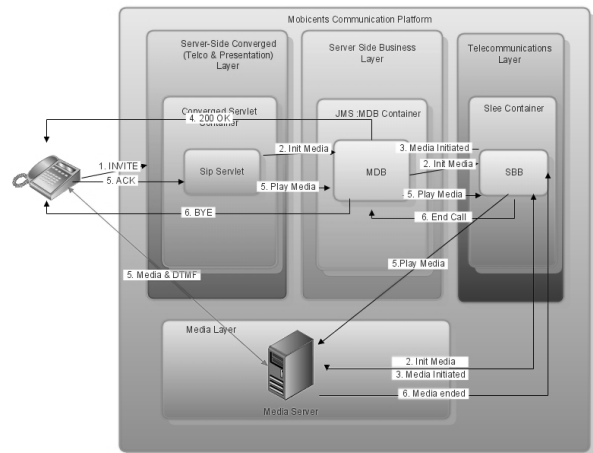 Mobicents Communication Platform
Server-Side Converged
(Telco & Presentation)
Layer
Server Side Business
Layer
Telecommunications
Layer
Converged Servlet
Container
JMS :MDB Container
Slee Container
4. 200 OK
1. INVITE
5. ACK
Sip Servlet
2. Init Media
5. Play Media
MDB
3. Media Initiated
2. Init Media
5. Play Media
SBB
6. BYE
6. End Call
5. Media & DTMF
5.Play Media
Media Layer
2. Init Media
3. Media Initiated
6. Media ended
Media Server